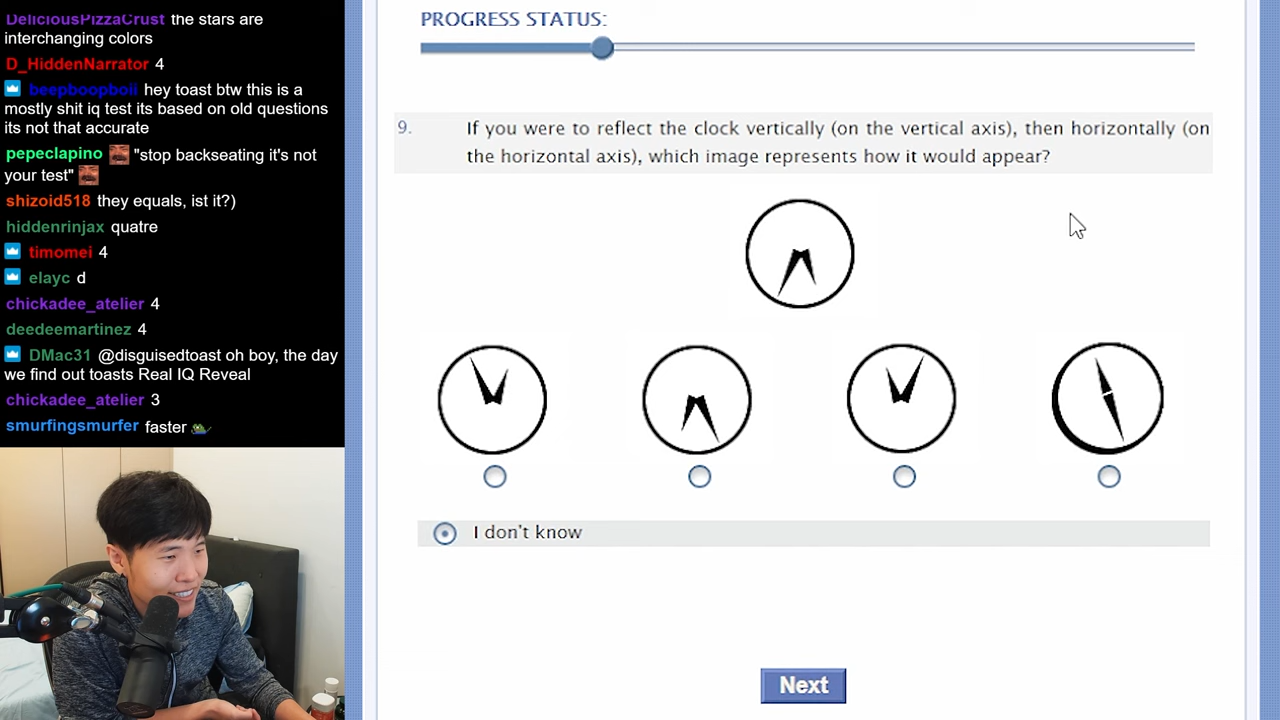 DeliciousPizzaCrust the stars are
interchanging colors
D_HiddenNarrator 4
beepboopboii hey toast btw this is a
mostly shit iq test its based on old questions
its not that accurate
pepeclapino "stop backseating it's not
your test"
shizoid518 they equals, ist it?)
hiddenrinjax quatre
timomei 4
elayc d
chickadee_atelier 4
deedeemartinez 4
DMac31 @disguisedtoast oh boy, the day
we find out toasts Real IQ Reveal
chickadee_atelier 3
smurfingsmurfer faster
PROGRESS STATUS:
9. If you were to reflect the clock vertically (on the vertical axis), then horizontally (on
the horizontal axis), which image represents how it would appear?
I don't know
Next